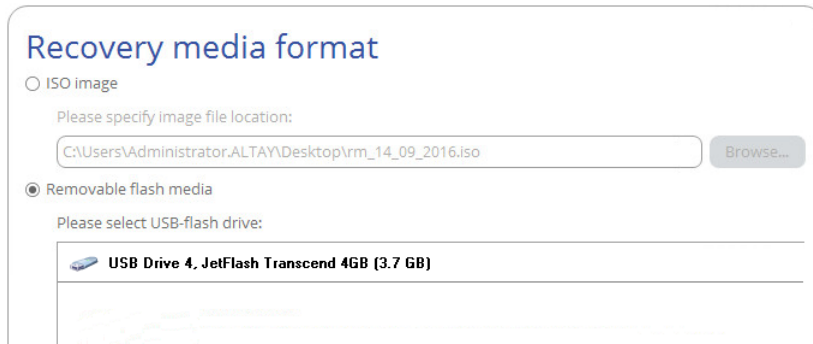 Recovery media format
ISO image
Please specify image file location:
C:\Users\Administrator.ALTAY\Desktop\rm_14_09_2016.iso
Browse...
Removable flash media
Please select USB-flash drive:
USB Drive 4, JetFlash Transcend 4GB (3.7 GB)